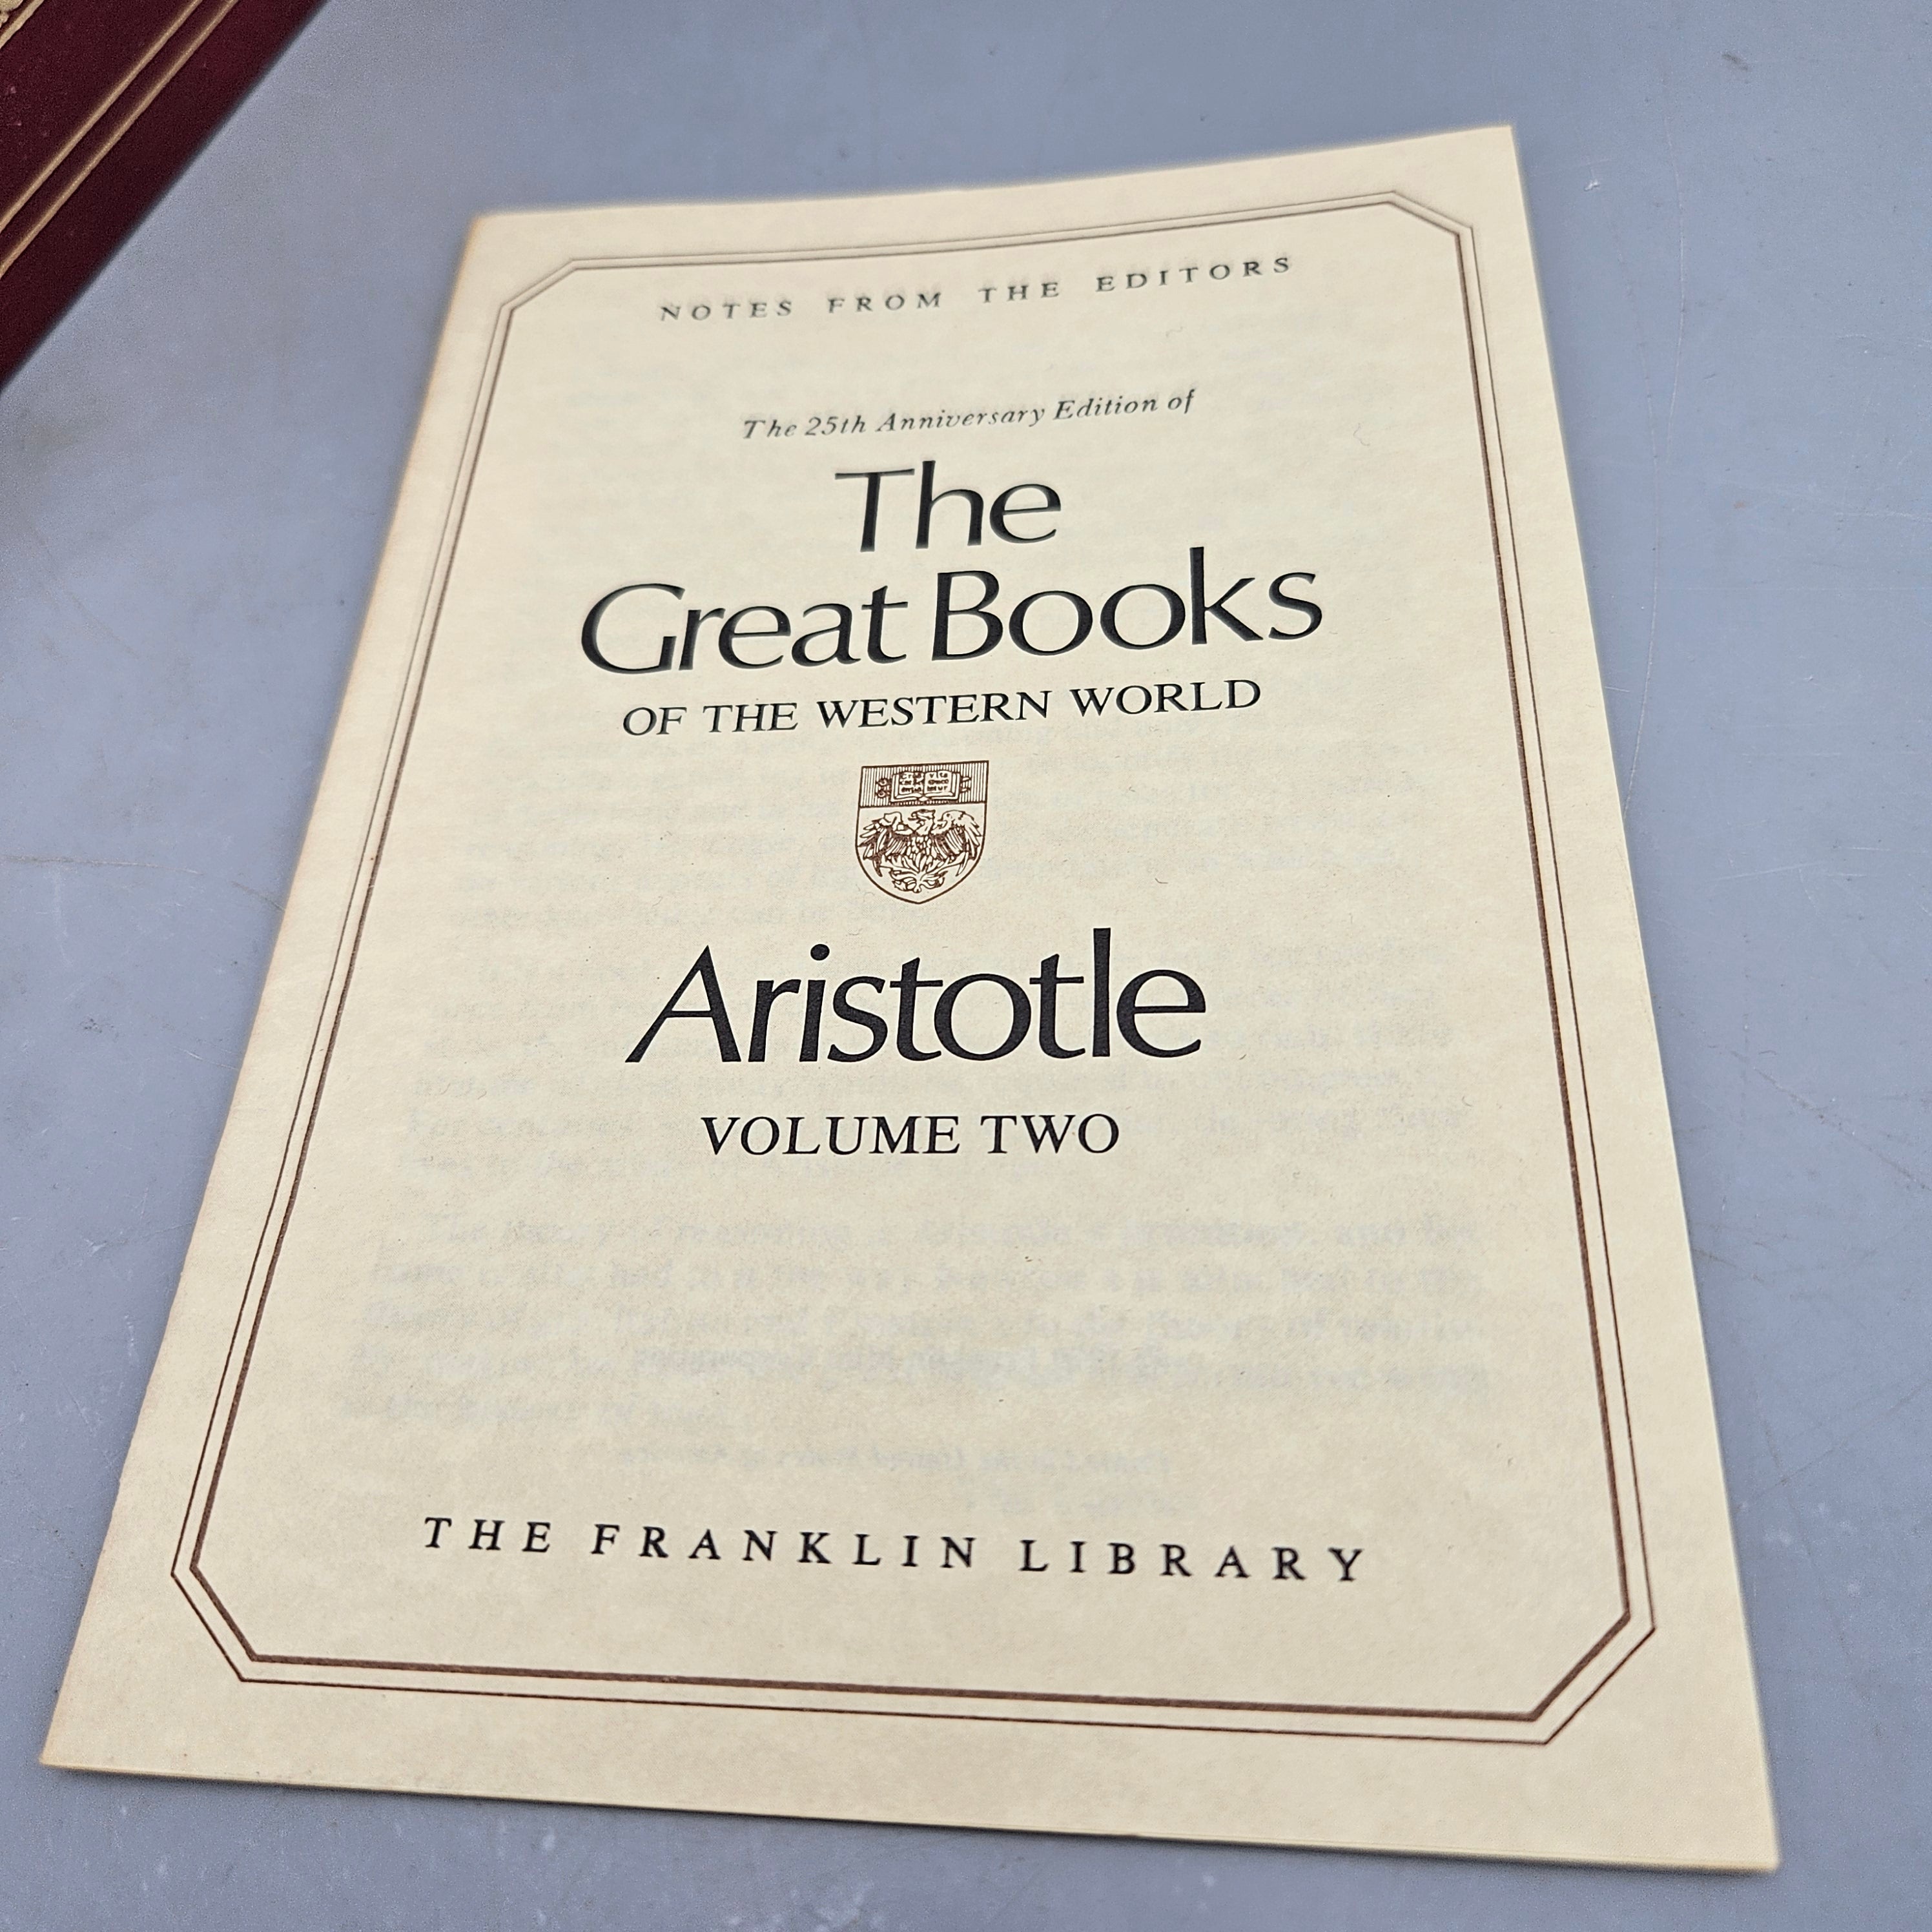 NOTES FROM THE EDITORS
The 25th Anniversary Edition of
The
Great Books
OF THE WESTERN WORLD
Aristotle
VOLUME TWO
THE FRANKLIN LIBRARY